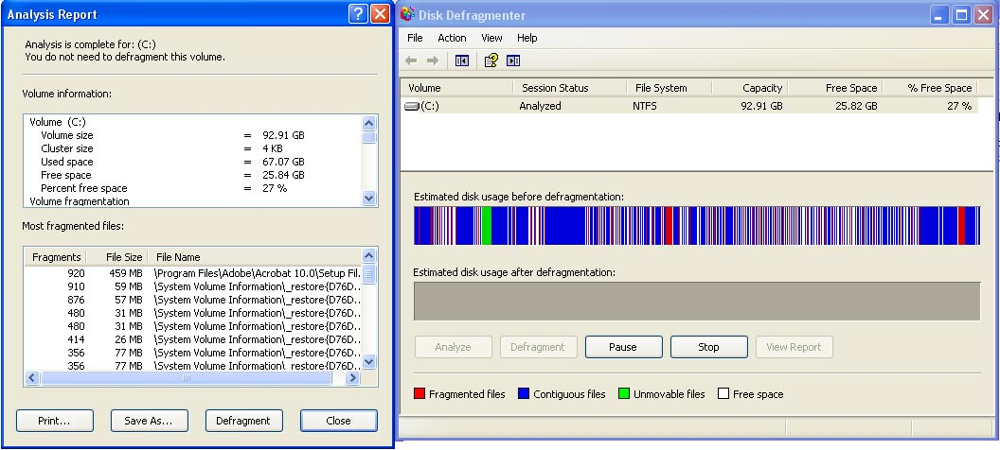 Analysis Report
Analysis is complete for: (C:)
You do not need to defragment this volume.
Volume information:
Volume (C:)
Volume size = 92.91 GB
Cluster size = 4 KB
Used space = 67.07 GB
Free space = 25.84 GB
Percent free space = 27 %
Volume fragmentation
Most fragmented files:
Fragments File Size File Name
920 459 MB \Program Files\Adobe\Acrobat 10.0\Setup Fil...
910 59 MB \System Volume Information\_restore{D76D...
876 57 MB \System Volume Information\_restore{D76D...
480 31 MB \System Volume Information\_restore{D76D...
480 31 MB \System Volume Information\_restore{D76D...
414 26 MB \System Volume Information\_restore{D76D...
356 77 MB \System Volume Information\_restore{D76D...
356 77 MB \System Volume Information\_restore{D76D...
Print... Save As... Defragment Close
Disk Defragmenter
File Action View Help
Volume Session Status File System Capacity Free Space % Free Space
(C:) Analyzed NTFS 92.91 GB 25.82 GB 27 %
Estimated disk usage before defragmentation:
Estimated disk usage after defragmentation:
Analyze Defragment Pause Stop View Report
Fragmented files Contiguous files Unmovable files Free space